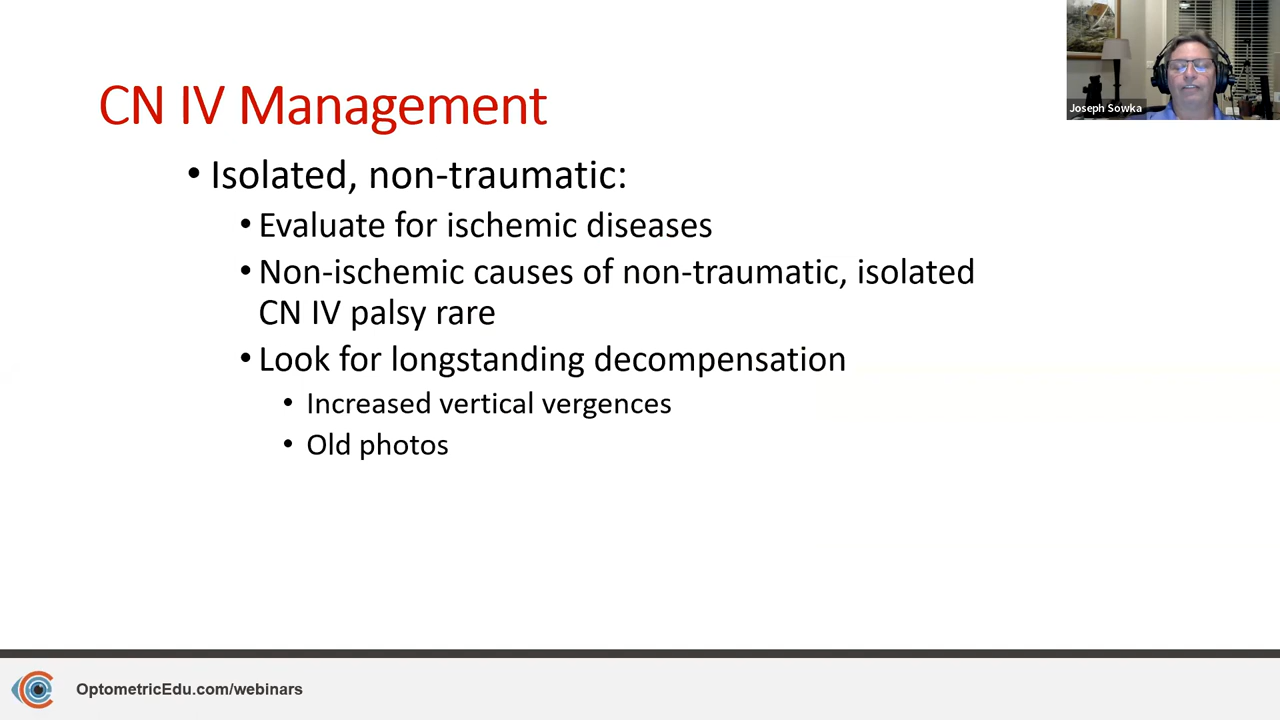 Joseph Sowka
CN IV Management
• Isolated, non-traumatic:
• Evaluate for ischemic diseases
• Non-ischemic causes of non-traumatic, isolated
CN IV palsy rare
• Look for longstanding decompensation
• Increased vertical vergences
• Old photos
OptometricEdu.com/webinars